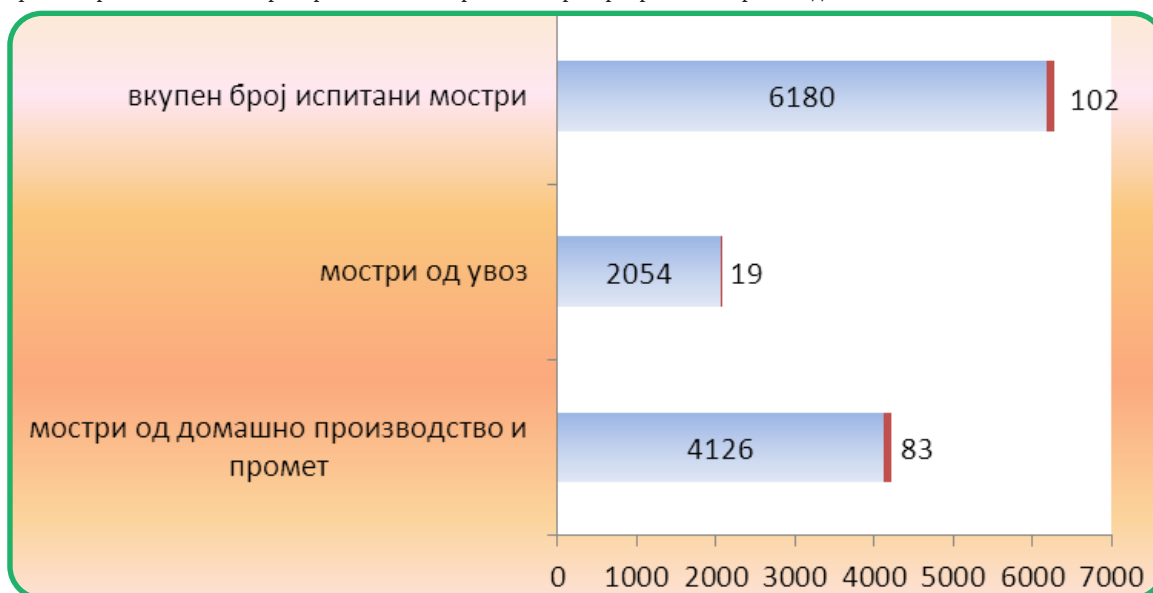 вкупен број испитани мостри
6180
102
мостри од увоз
2054
19
мостри од домашно производство и
промет
4126
83
0 1000 2000 3000 4000 5000 6000 7000